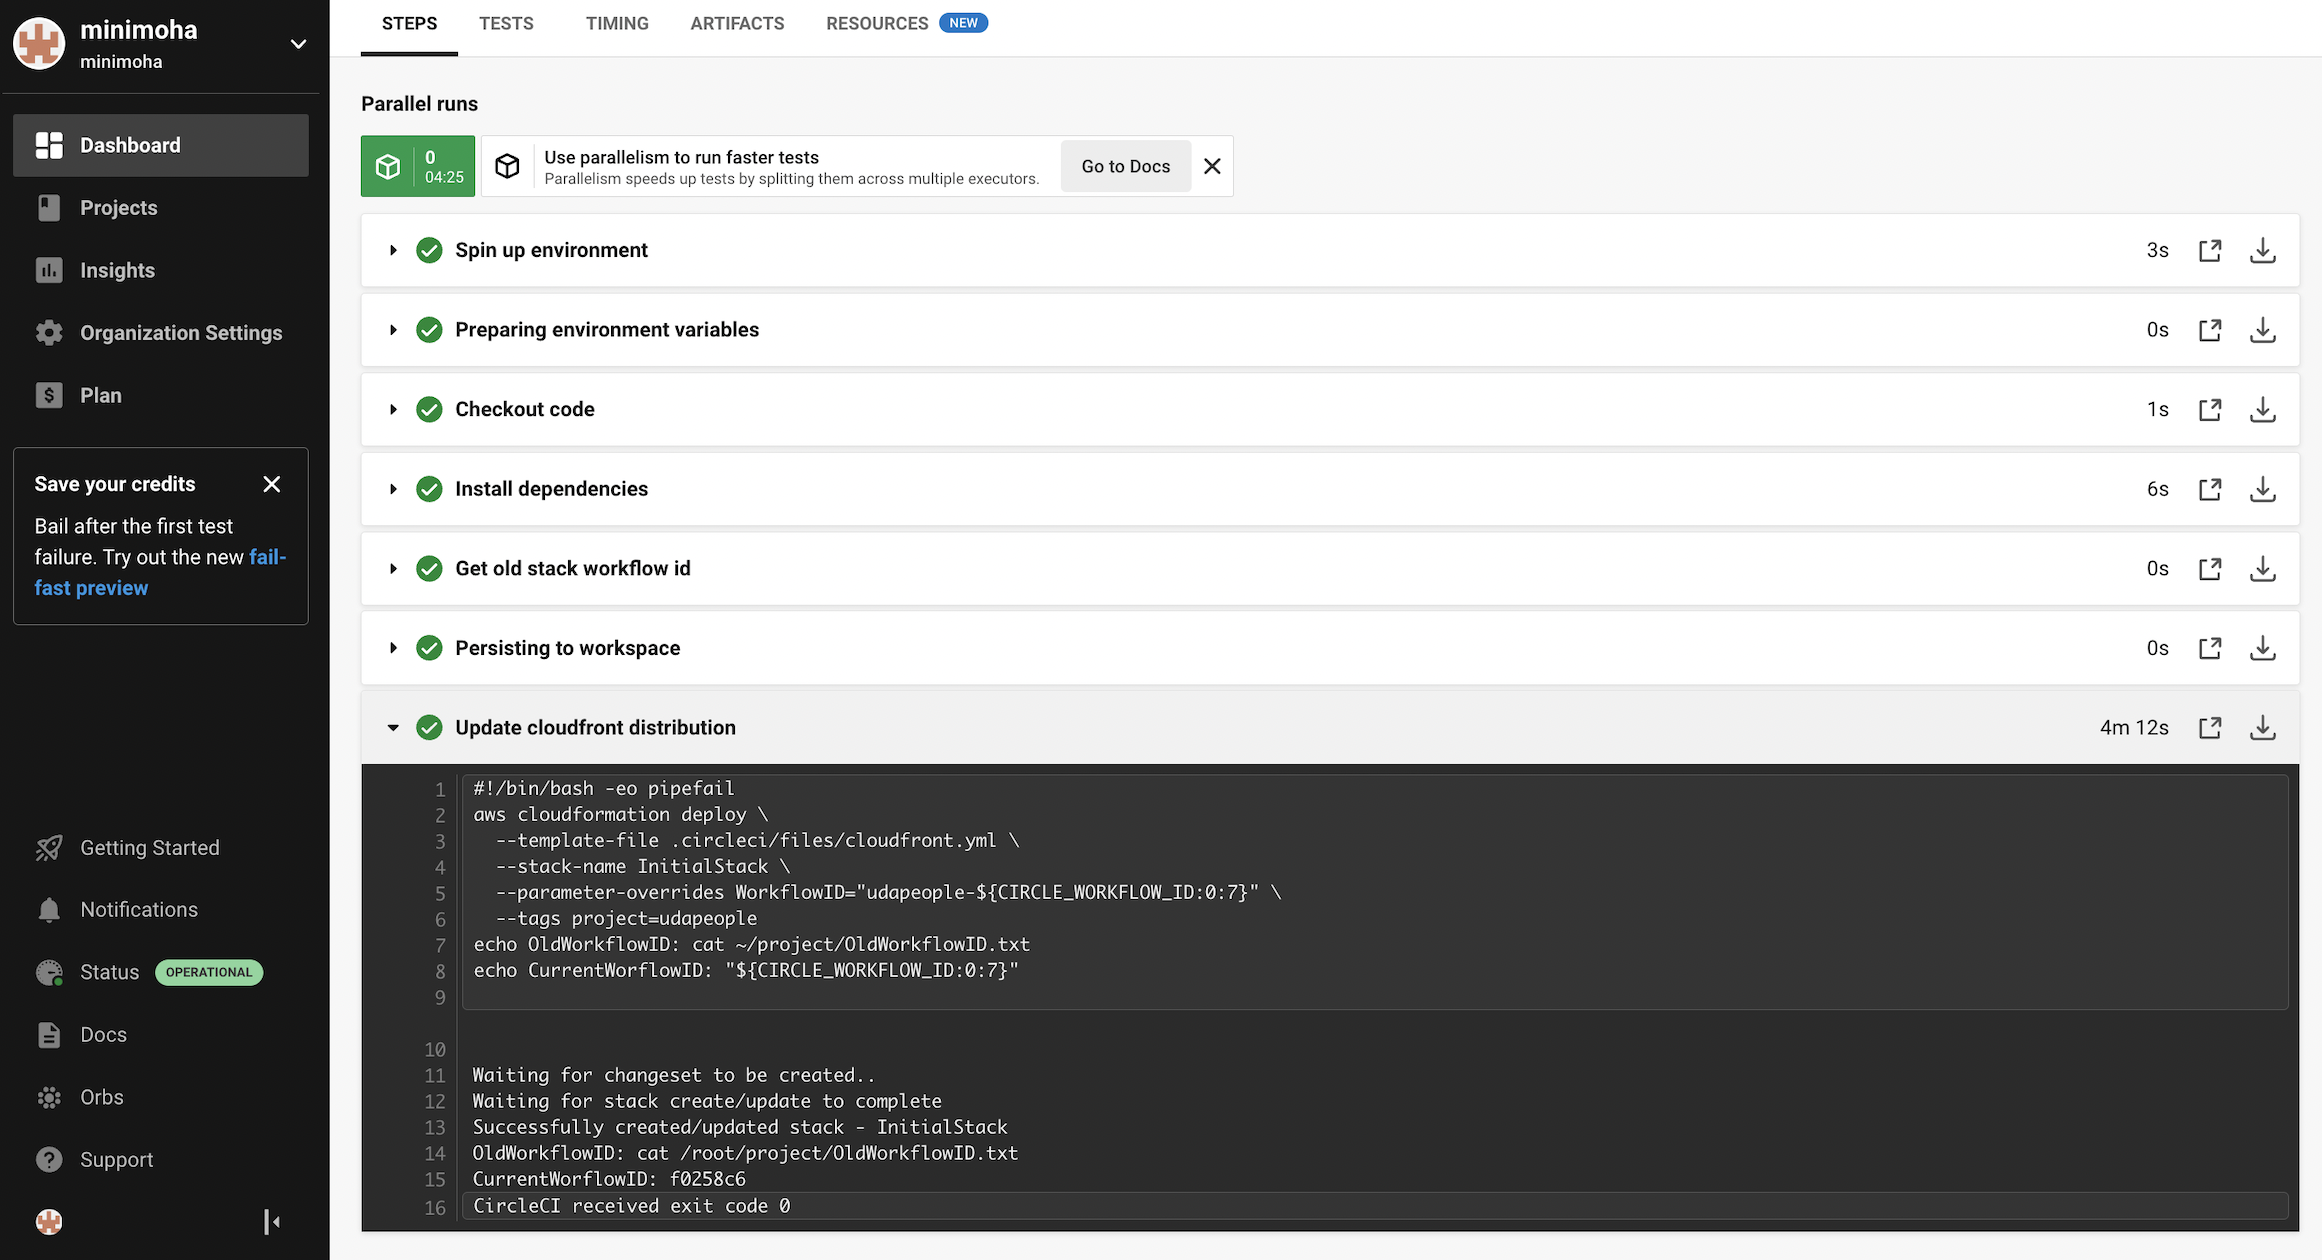 minimoha
minimoha
Dashboard
Projects
Insights
Organization Settings
Plan
Save your credits
Bail after the first test
failure. Try out the new fail-
fast preview
Getting Started
Notifications
Status OPERATIONAL
Docs
Orbs
Support
STEPS TESTS TIMING ARTIFACTS RESOURCES NEW
Parallel runs
0
04:25
Use parallelism to run faster tests
Parallelism speeds up tests by splitting them across multiple executors.
Go to Docs
Spin up environment 3s
Preparing environment variables 0s
Checkout code 1s
Install dependencies 6s
Get old stack workflow id 0s
Persisting to workspace 0s
Update cloudfront distribution 4m 12s
1 #!/bin/bash -eo pipefail
2 aws cloudformation deploy \
3   --template-file .circleci/files/cloudfront.yml \
4   --stack-name InitialStack \
5   --parameter-overrides WorkflowID="udapeople-${CIRCLE_WORKFLOW_ID:0:7}" \
6   --tags project=udapeople
7 echo OldWorkflowID: cat ~/project/OldWorkflowID.txt
8 echo CurrentWorflowID: "${CIRCLE_WORKFLOW_ID:0:7}"
9
10
11 Waiting for changeset to be created..
12 Waiting for stack create/update to complete
13 Successfully created/updated stack - InitialStack
14 OldWorkflowID: cat /root/project/OldWorkflowID.txt
15 CurrentWorflowID: f0258c6
16 CircleCI received exit code 0